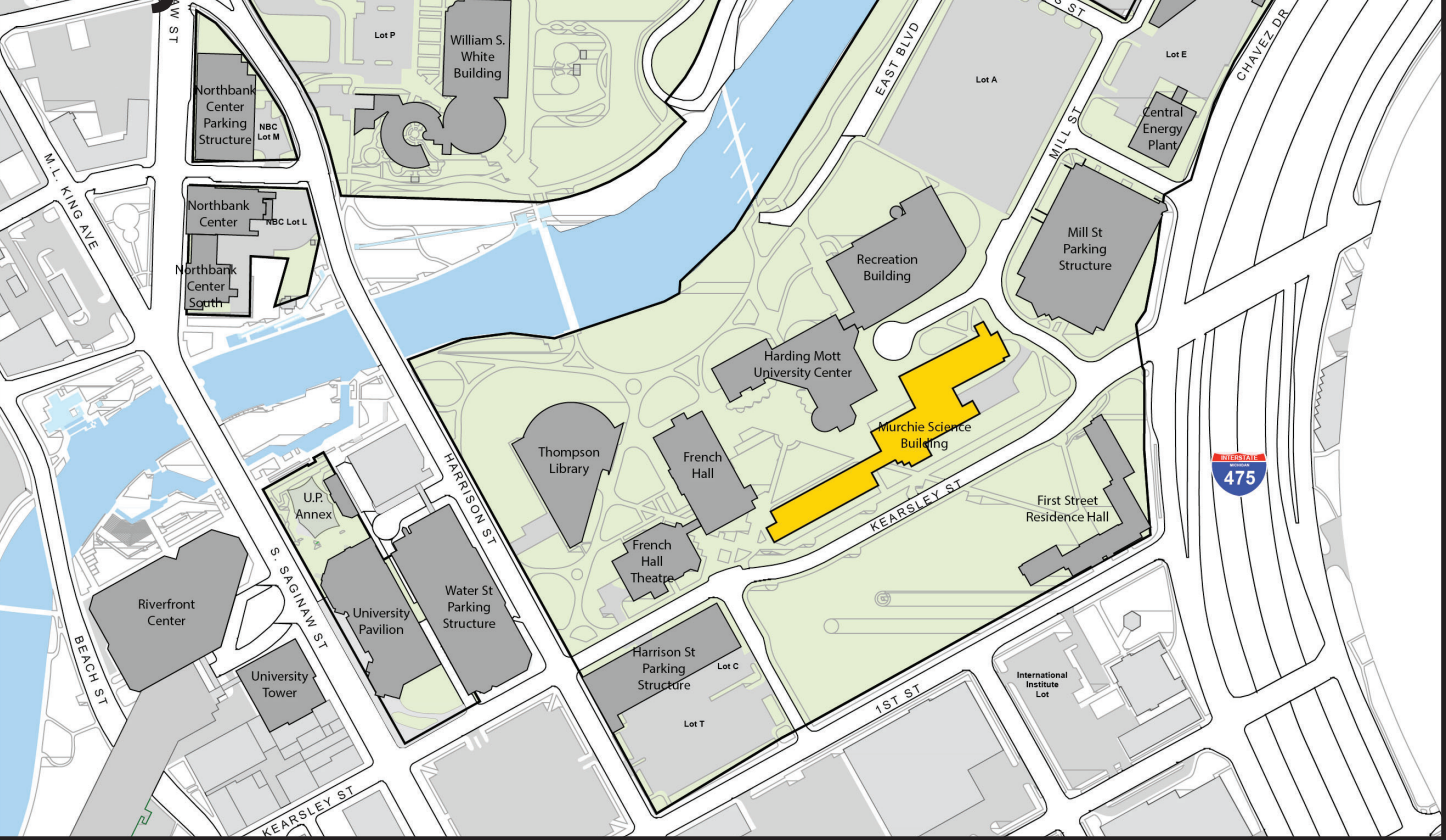 AW ST
S ST
CHAVEZ DR
Lot P
William S.
White
Building
EAST BLVD
Lot E
Lot A
Northbank
Center
Parking
Structure
NBC
Lot M
Central
Energy
Plant
MILL ST
M.L. KING AVE
Northbank
Center
NBC Lot L
Northbank
Center
South
Mill St
Parking
Structure
Recreation
Building
Harding Mott
University Center
Murchie Science
Building
Thompson
Library
French
Hall
HARRISON ST
INTERSTATE
MICHIGAN
475
U.P.
Annex
KEARSLEY ST
First Street
Residence Hall
French
Hall
Theatre
S. SAGINAW ST
Riverfront
Center
University
Pavilion
Water St
Parking
Structure
BEACH ST
University
Tower
Harrison St
Parking
Structure
Lot C
Lot T
1ST ST
International
Institute
Lot
KEARSLEY ST